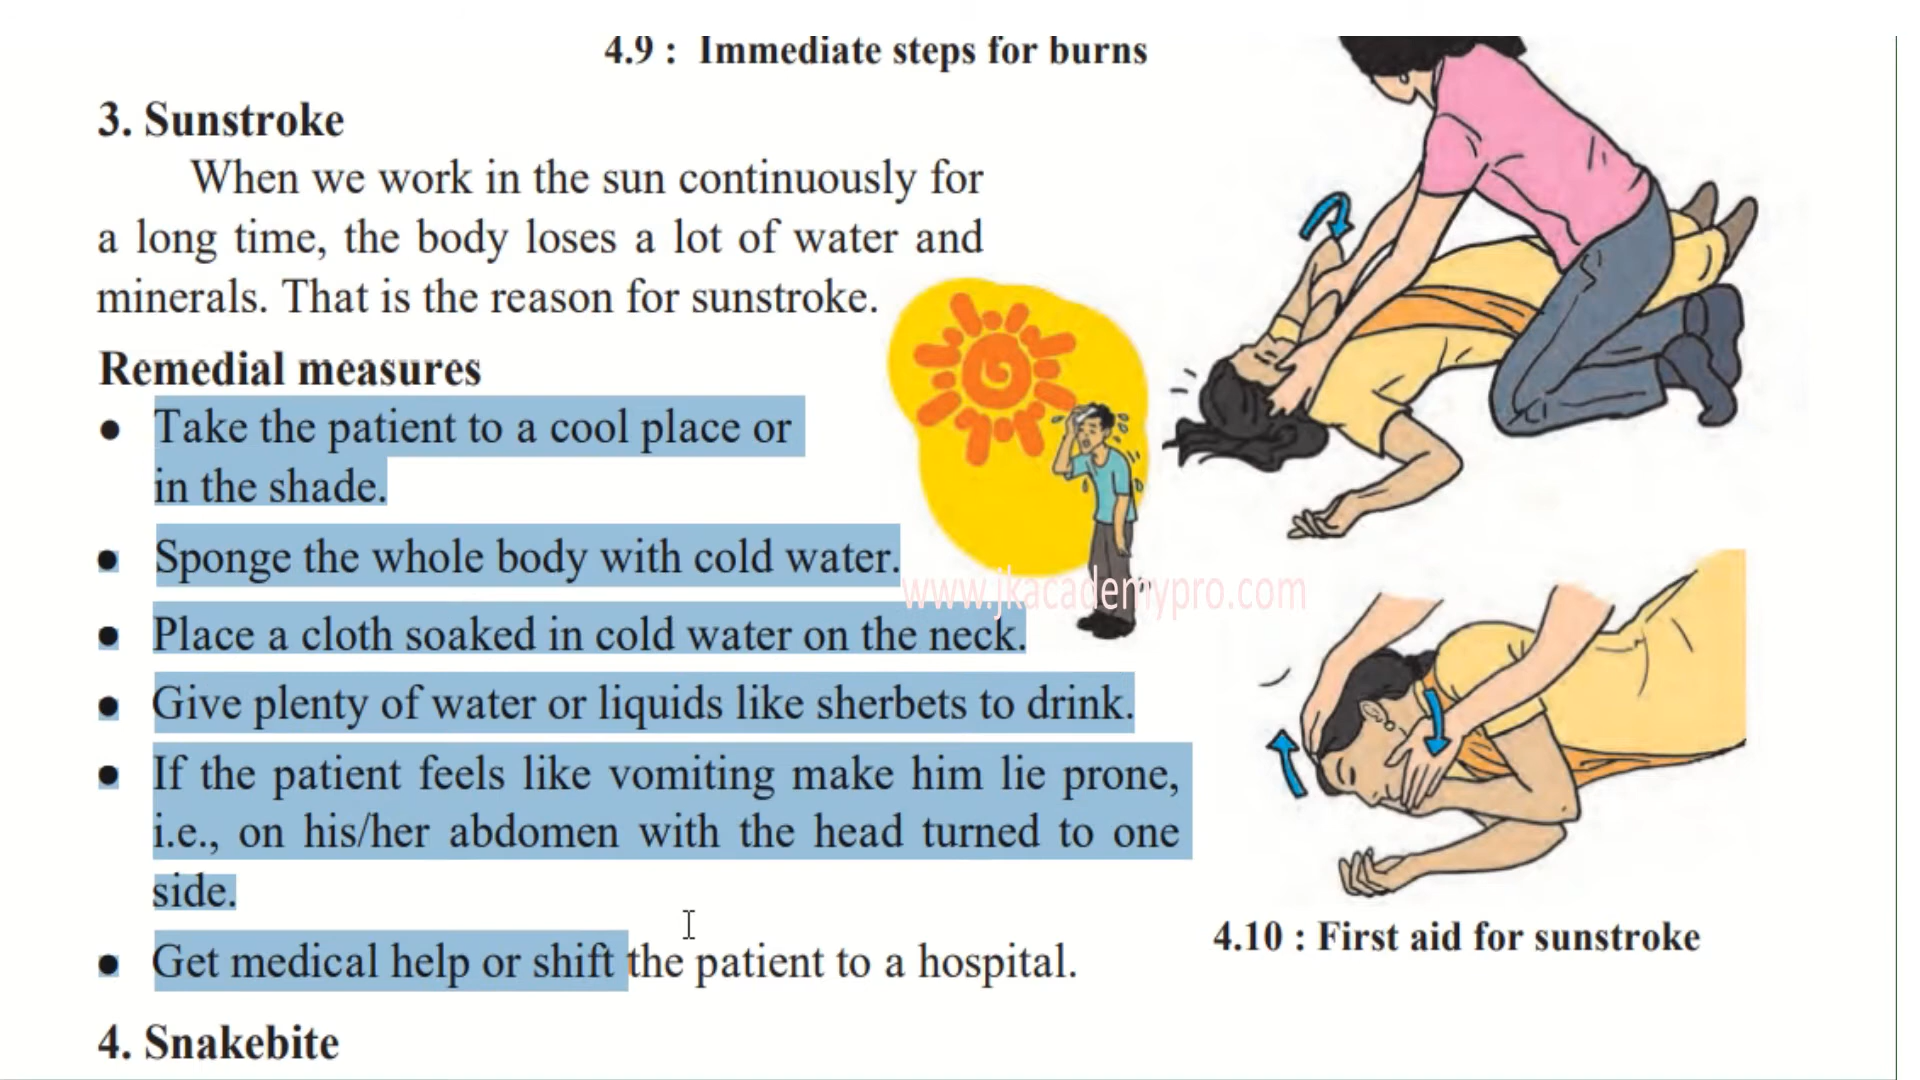 4.9 : Immediate steps for burns
3. Sunstroke
When we work in the sun continuously for
a long time, the body loses a lot of water and
minerals. That is the reason for sunstroke.
Remedial measures
● Take the patient to a cool place or
in the shade.
● Sponge the whole body with cold water.
● Place a cloth soaked in cold water on the neck.
● Give plenty of water or liquids like sherbets to drink.
● If the patient feels like vomiting make him lie prone,
i.e., on his/her abdomen with the head turned to one
side.
● Get medical help or shift the patient to a hospital.
4. Snakebite
www.jkacademypro.com
4.10 : First aid for sunstroke